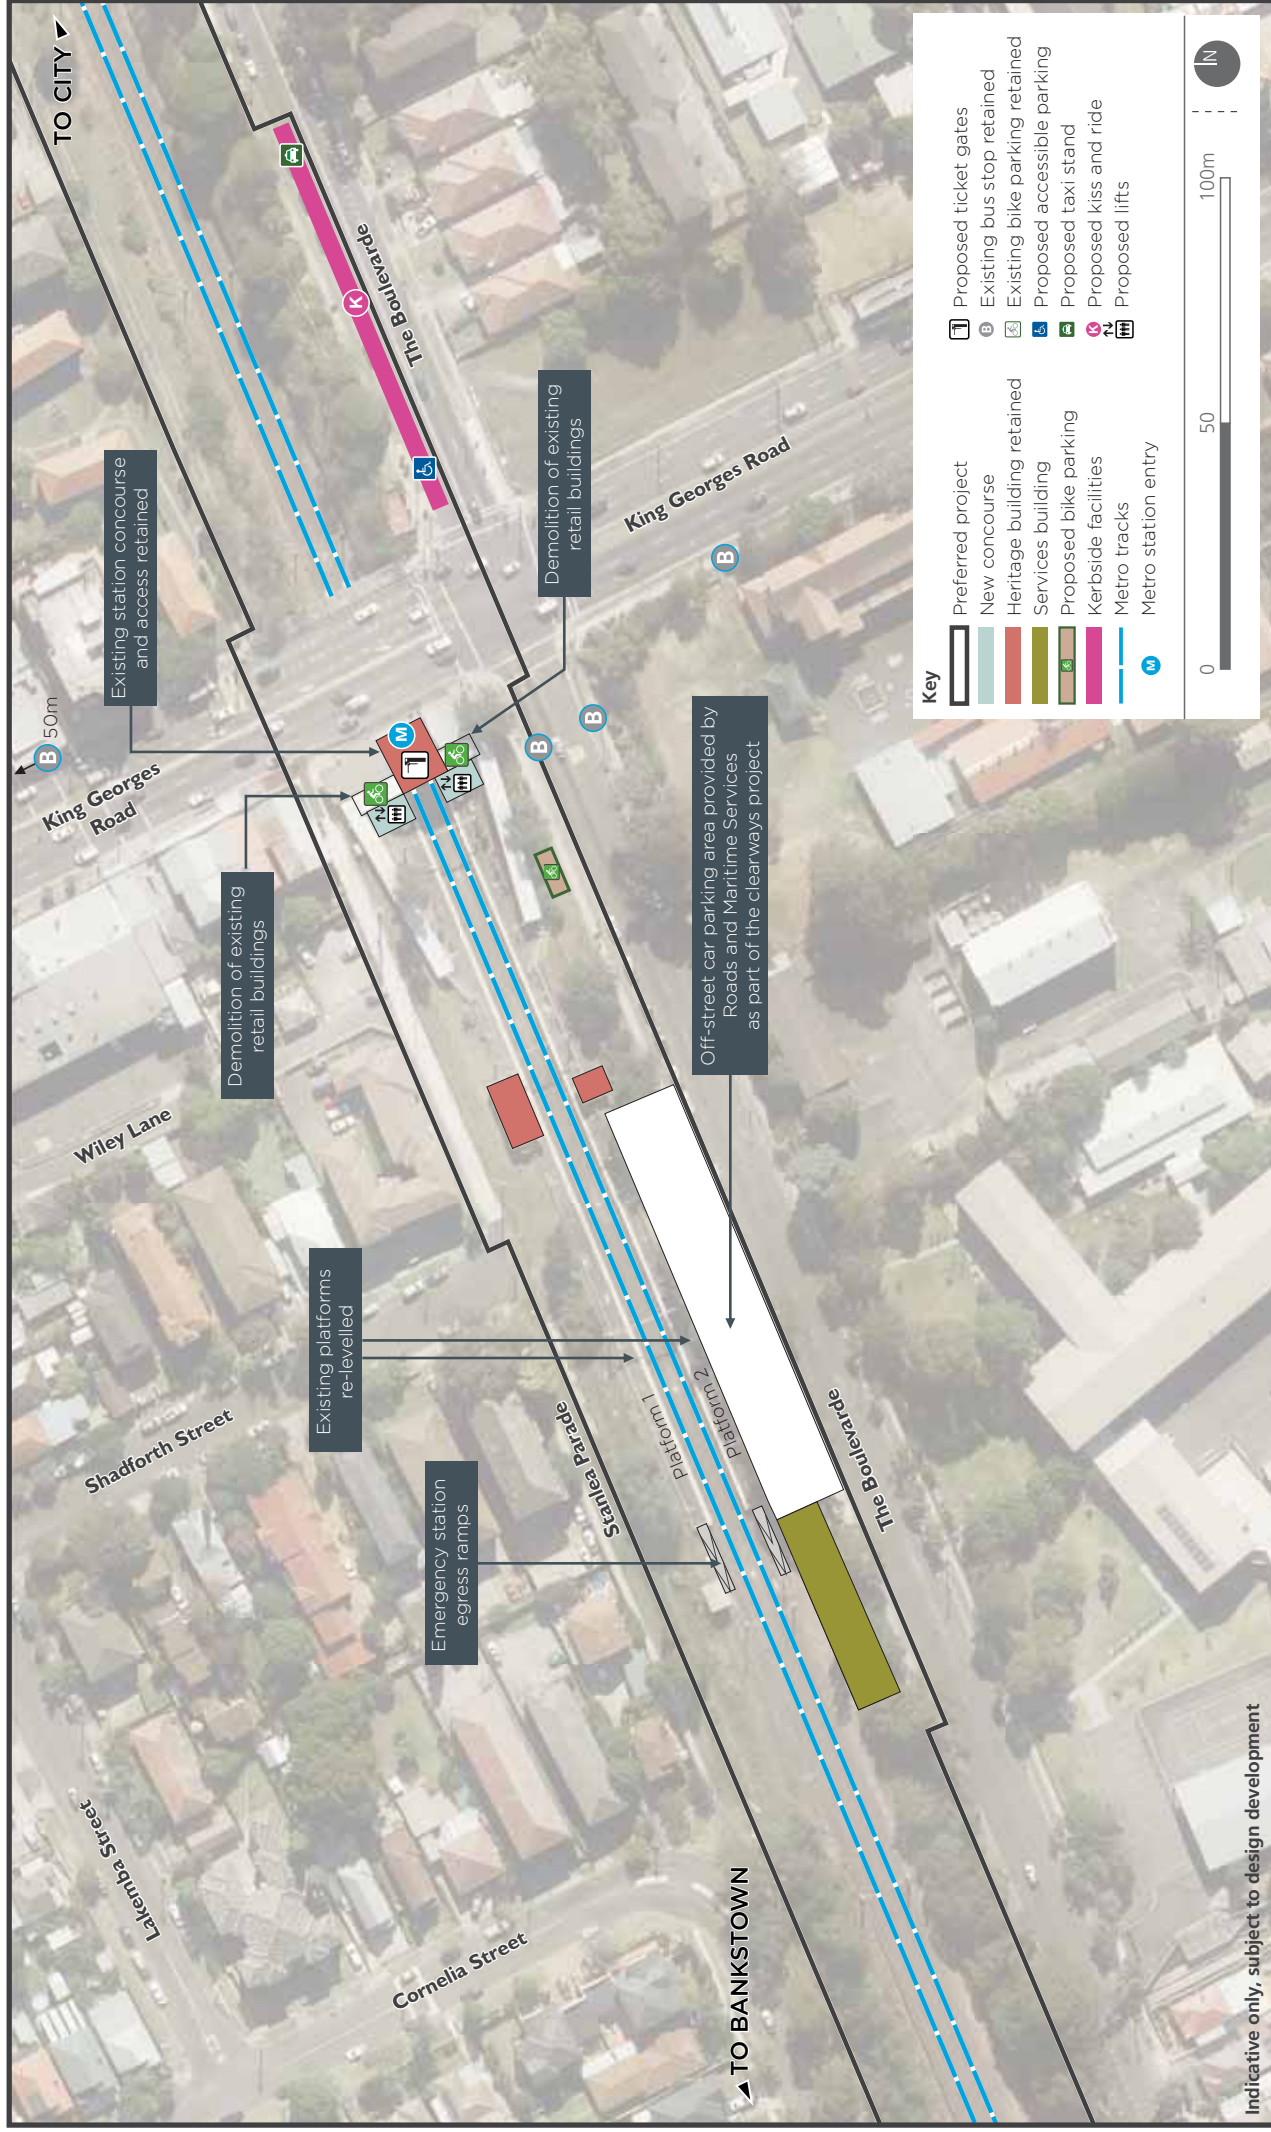 TO CITY
TO BANKSTOWN
50m
B
King Georges
Road
Existing station concourse
and access retained
Demolition of existing
retail buildings
Demolition of existing
retail buildings
King Georges Road
The Boulevarde
K
M
B
B
B
Wiley Lane
Shadforth Street
Lakemba Street
Cornelia Street
Stanlea Parade
Existing platforms
re-levelled
Emergency station
egress ramps
Platform 1
Platform 2
Off-street car parking area provided by
Roads and Maritime Services
as part of the clearways project
The Boulevarde
Key
Preferred project
New concourse
Heritage building retained
Services building
Proposed bike parking
Kerbside facilities
Metro tracks
M Metro station entry
Proposed ticket gates
B Existing bus stop retained
Existing bike parking retained
Proposed accessible parking
Proposed taxi stand
K Proposed kiss and ride
Proposed lifts
0 50 100m
N
Indicative only, subject to design development